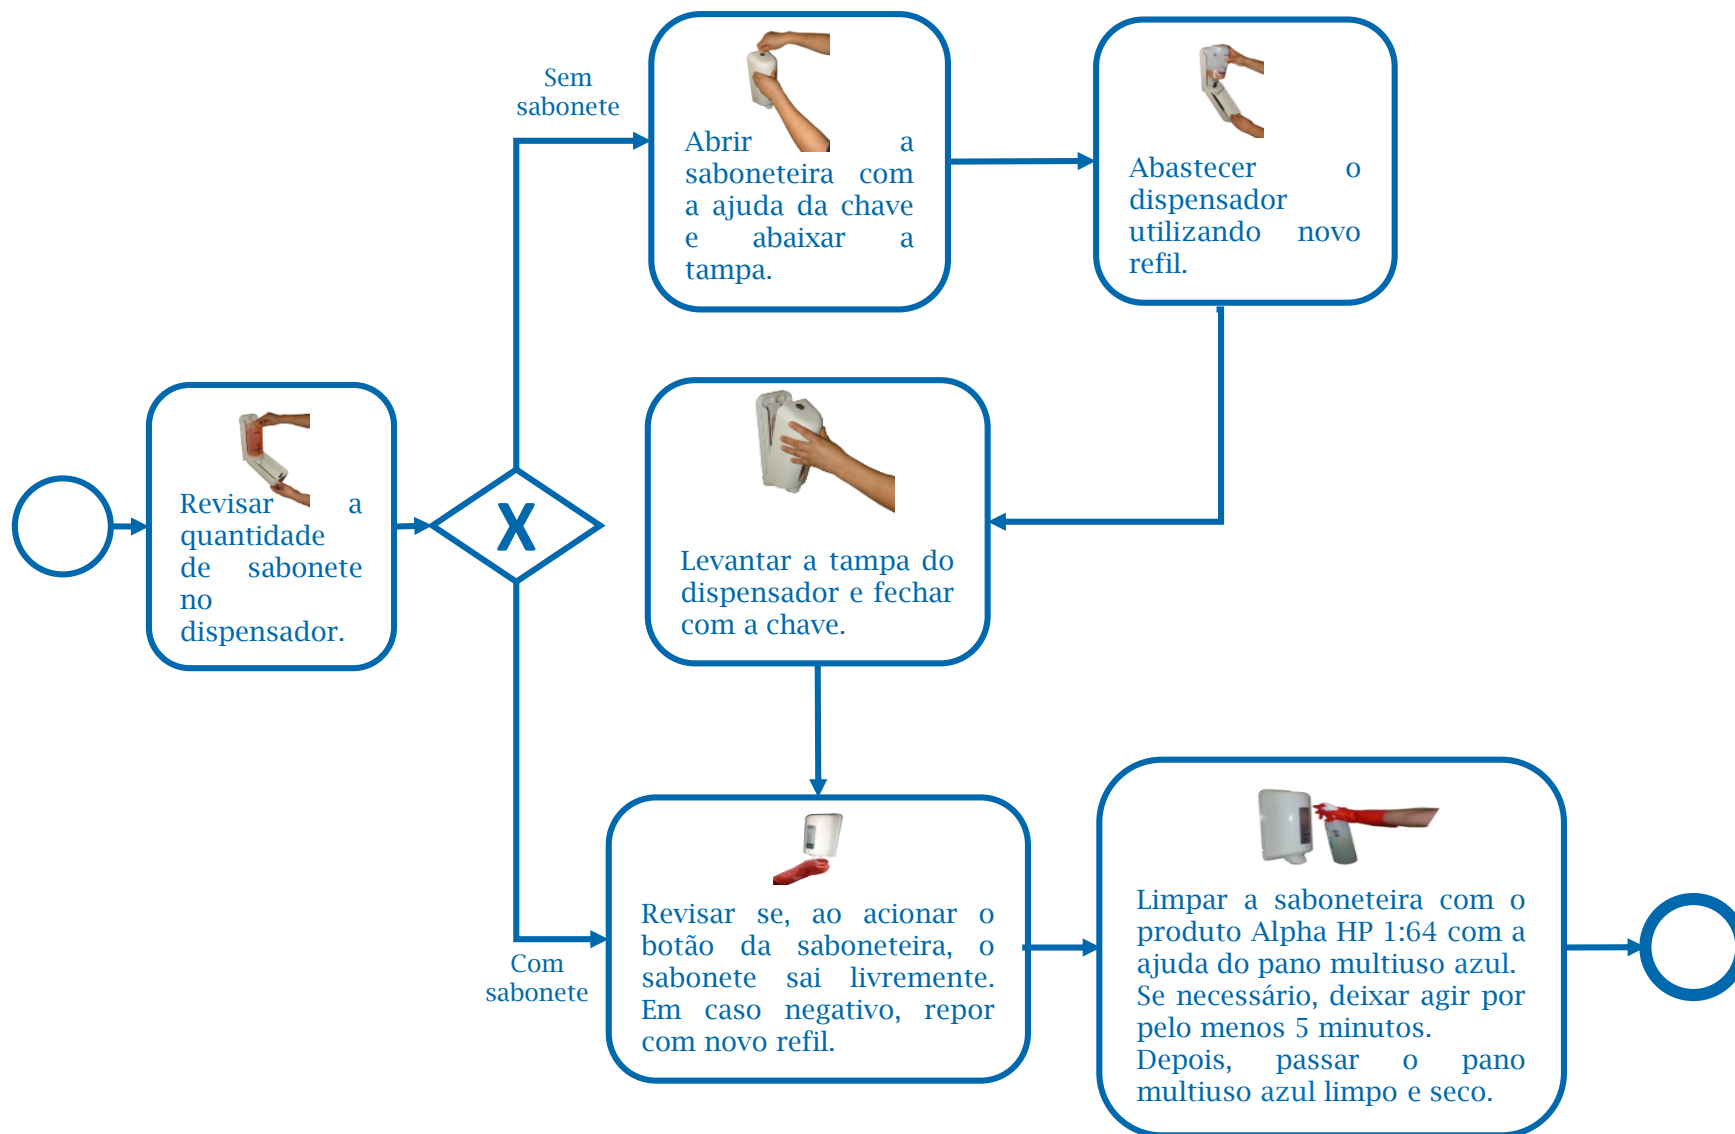 Revisar a
quantidade
de sabonete
no
dispensador.
X
Sem
sabonete
Abrir a
saboneteira com
a ajuda da chave
e abaixar a
tampa.
Abastecer o
dispensador
utilizando novo
refil.
Levantar a tampa do
dispensador e fechar
com a chave.
Com
sabonete
Revisar se, ao acionar o
botão da saboneteira, o
sabonete sai livremente.
Em caso negativo, repor
com novo refil.
Limpar a saboneteira com o
produto Alpha HP 1:64 com a
ajuda do pano multiuso azul.
Se necessário, deixar agir por
pelo menos 5 minutos.
Depois, passar o pano
multiuso azul limpo e seco.